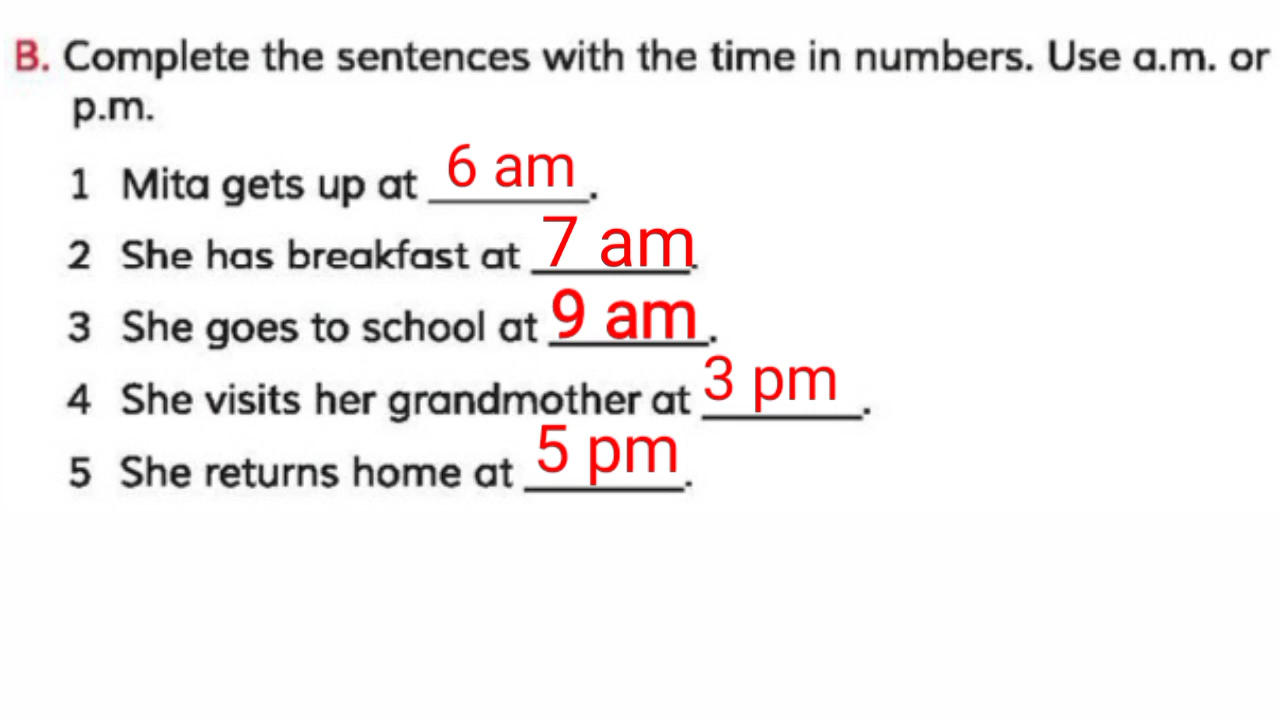 B. Complete the sentences with the time in numbers. Use a.m. or
p.m.
1 Mita gets up at 6 am.
2 She has breakfast at 7 am.
3 She goes to school at 9 am.
4 She visits her grandmother at 3 pm.
5 She returns home at 5 pm.